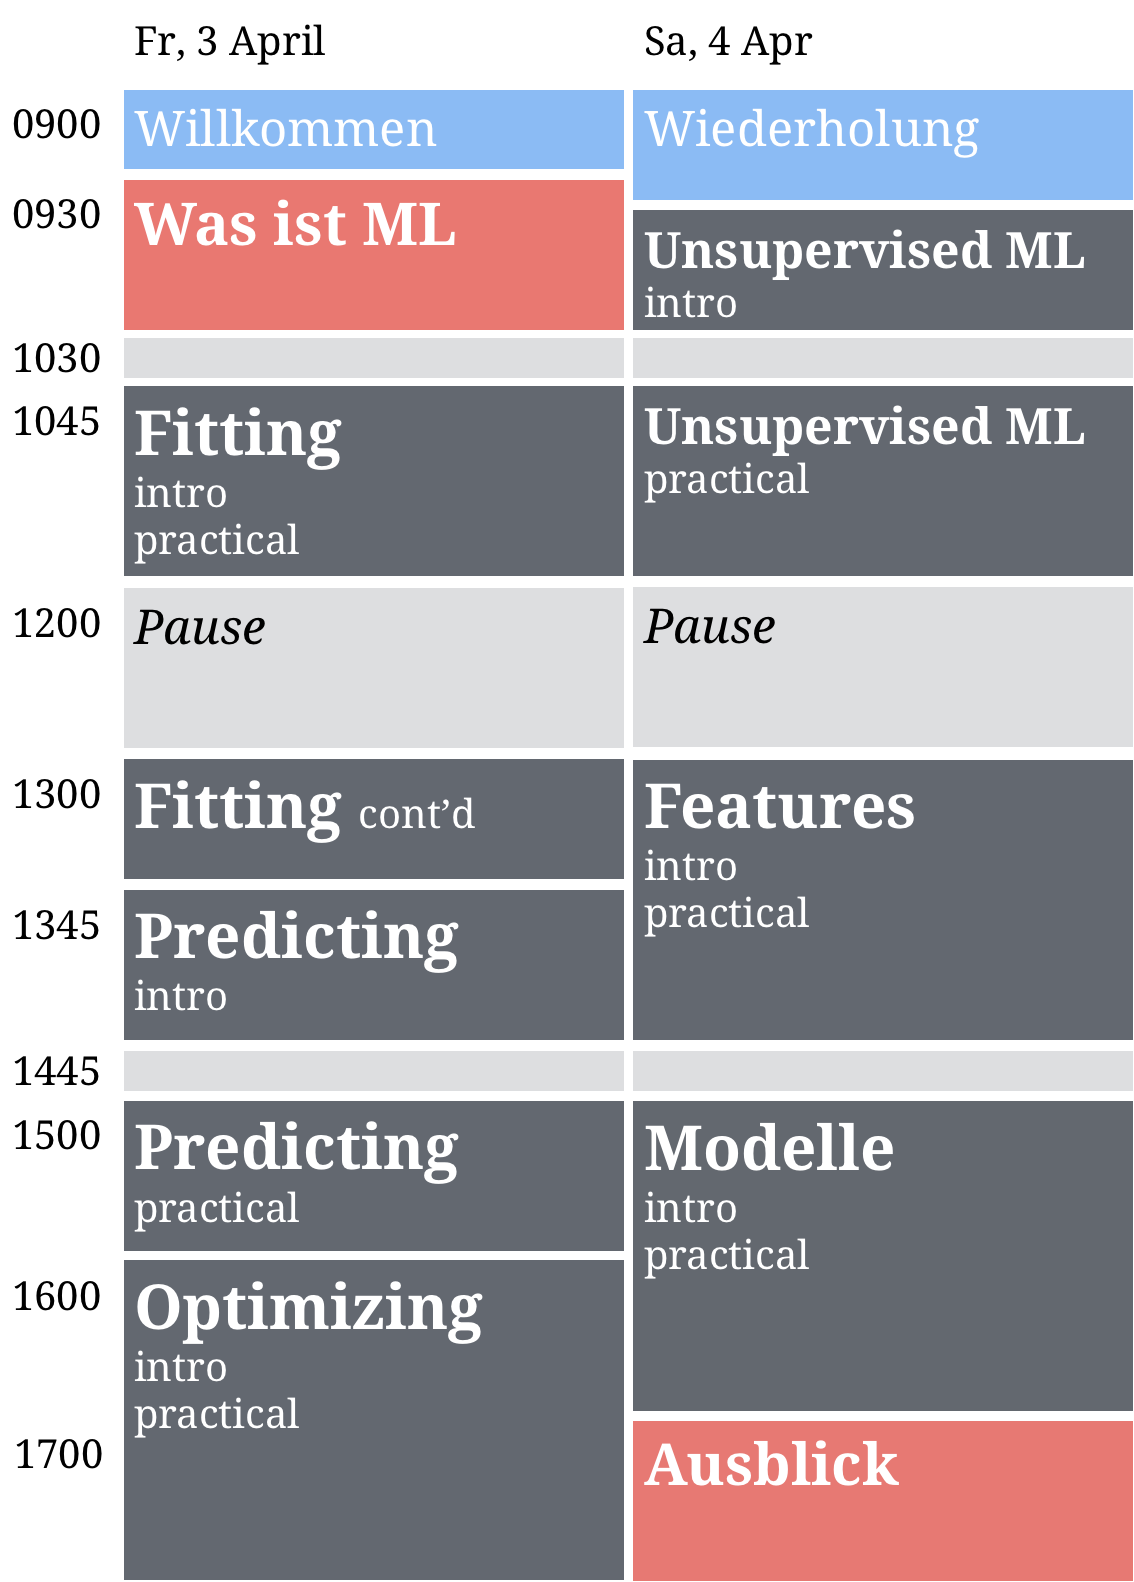 Fr, 3 April
Sa, 4 Apr
0900
Willkommen
Wiederholung
0930
Was ist ML
Unsupervised ML
intro
1030
1045
Fitting
intro
practical
Unsupervised ML
practical
1200
Pause
Pause
1300
Fitting cont’d
Features
intro
practical
1345
Predicting
intro
1445
1500
Predicting
practical
Modelle
intro
practical
1600
Optimizing
intro
practical
1700
Ausblick